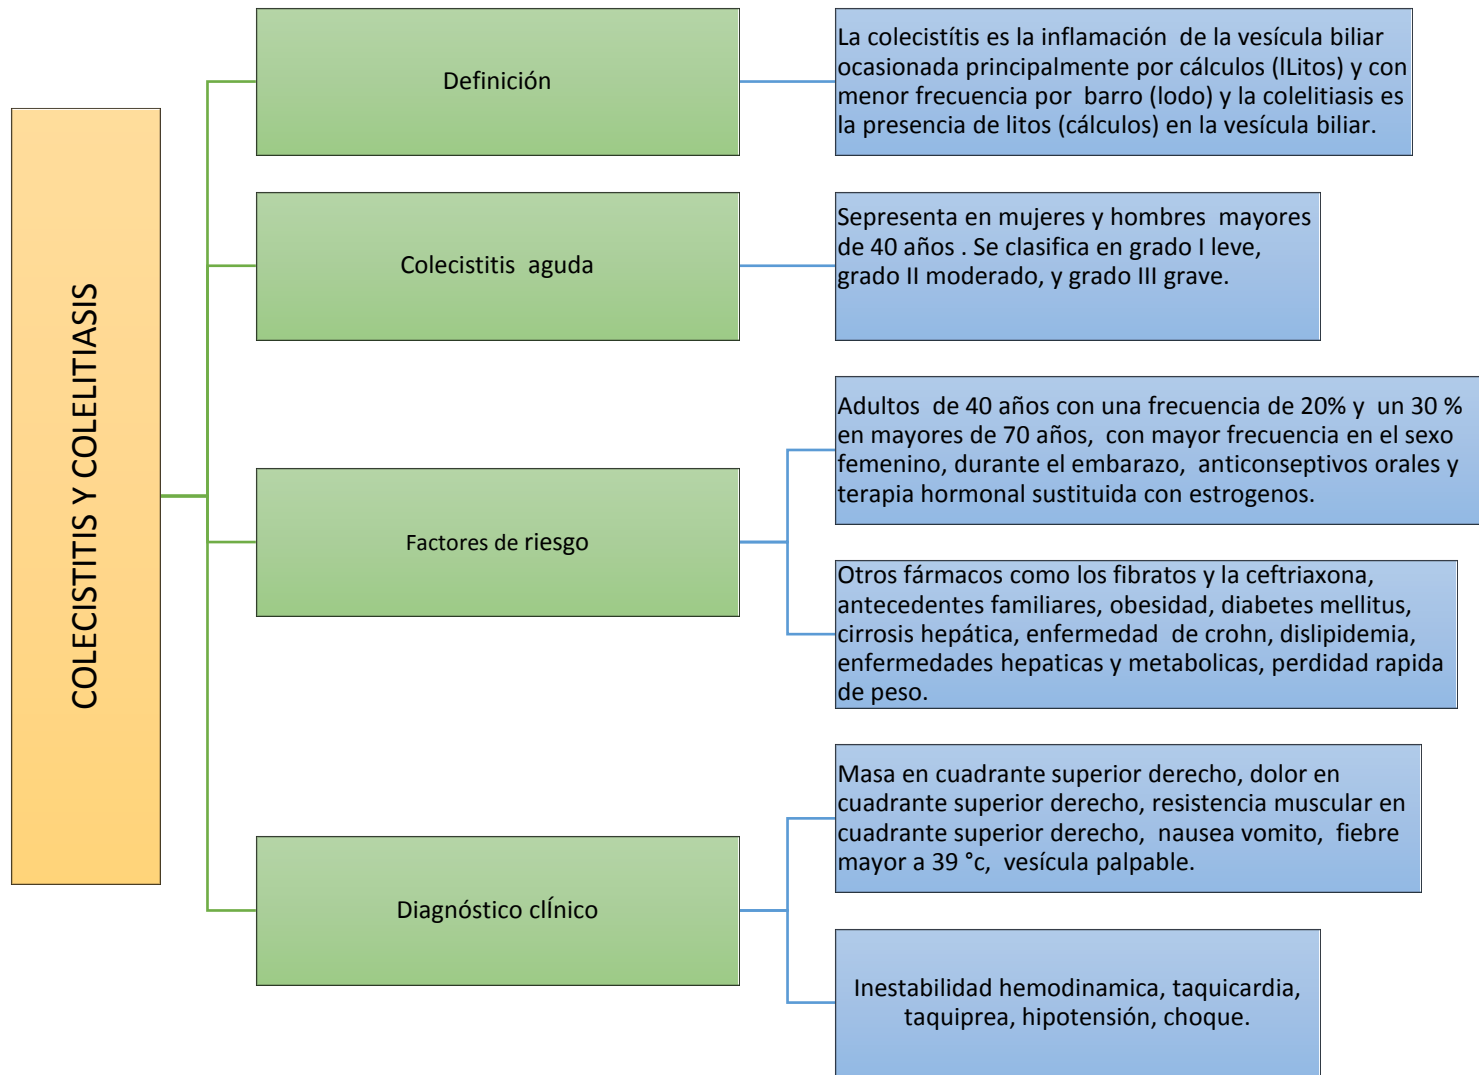 COLECISTITIS Y COLELITIASIS
Definición
La colecistítis es la inflamación de la vesícula biliar
ocasionada principalmente por cálculos (lLitos) y con
menor frecuencia por barro (lodo) y la colelitiasis es
la presencia de litos (cálculos) en la vesícula biliar.
Colecistitis aguda
Sepresenta en mujeres y hombres mayores
de 40 años . Se clasifica en grado I leve,
grado II moderado, y grado III grave.
Factores de riesgo
Adultos de 40 años con una frecuencia de 20% y un 30 %
en mayores de 70 años, con mayor frecuencia en el sexo
femenino, durante el embarazo, anticonseptivos orales y
terapia hormonal sustituida con estrogenos.
Otros fármacos como los fibratos y la ceftriaxona,
antecedentes familiares, obesidad, diabetes mellitus,
cirrosis hepática, enfermedad de crohn, dislipidemia,
enfermedades hepaticas y metabolicas, perdidad rapida
de peso.
Diagnóstico clÍnico
Masa en cuadrante superior derecho, dolor en
cuadrante superior derecho, resistencia muscular en
cuadrante superior derecho, nausea vomito, fiebre
mayor a 39 °c, vesícula palpable.
Inestabilidad hemodinamica, taquicardia,
taquiprea, hipotensión, choque.